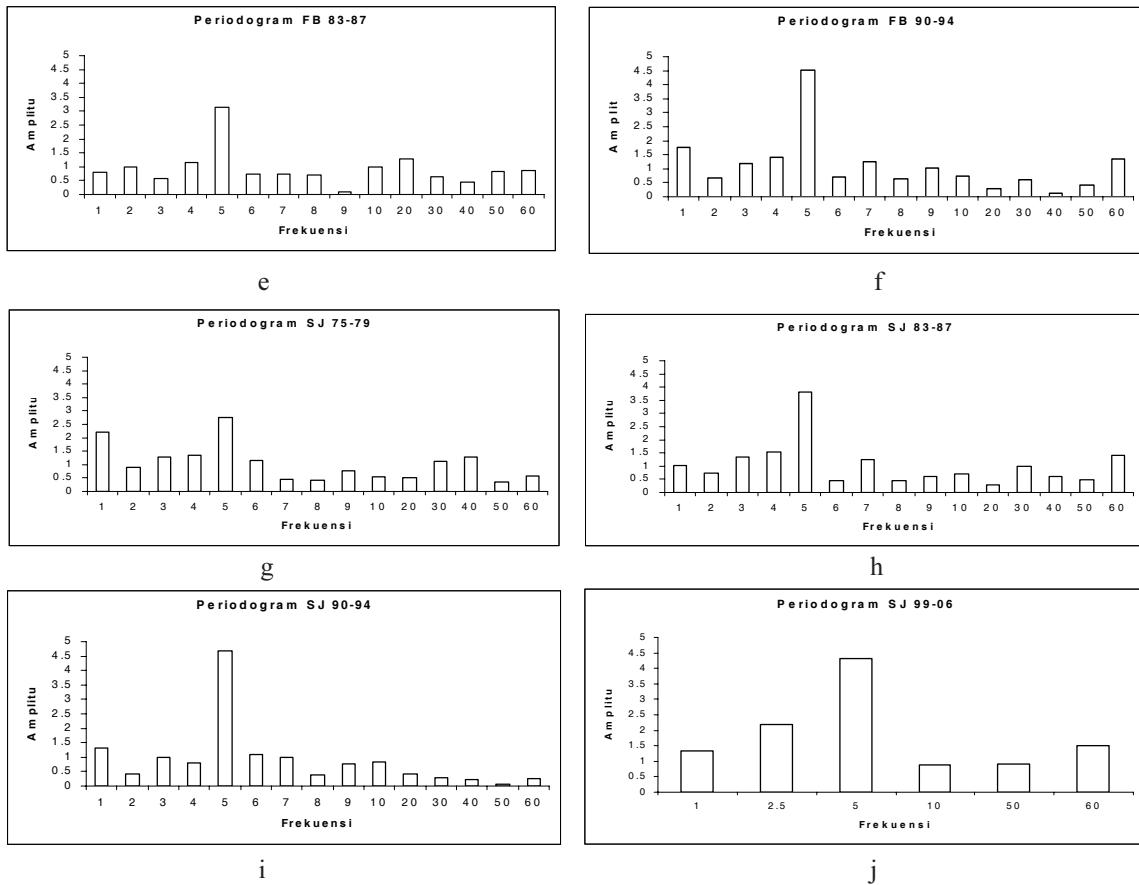 Periodogram FB 83-87
Amplitu
5
4.5
4
3.5
3
2.5
2
1.5
1
0.5
0
1 2 3 4 5 6 7 8 9 10 20 30 40 50 60
Frekuensi
e
Periodogram FB 90-94
Amplit
5
4.5
4
3.5
3
2.5
2
1.5
1
0.5
0
1 2 3 4 5 6 7 8 9 10 20 30 40 50 60
Frekuensi
f
Periodogram SJ 75-79
Amplitu
5
4.5
4
3.5
3
2.5
2
1.5
1
0.5
0
1 2 3 4 5 6 7 8 9 10 20 30 40 50 60
Frekuensi
g
Periodogram SJ 83-87
Amplitu
5
4.5
4
3.5
3
2.5
2
1.5
1
0.5
0
1 2 3 4 5 6 7 8 9 10 20 30 40 50 60
Frekuensi
h
Periodogram SJ 90-94
Amplitu
5
4.5
4
3.5
3
2.5
2
1.5
1
0.5
0
1 2 3 4 5 6 7 8 9 10 20 30 40 50 60
Frekuensi
i
Periodogram SJ 99-06
Amplitu
5
4.5
4
3.5
3
2.5
2
1.5
1
0.5
0
1 2.5 5 10 50 60
Frekuensi
j